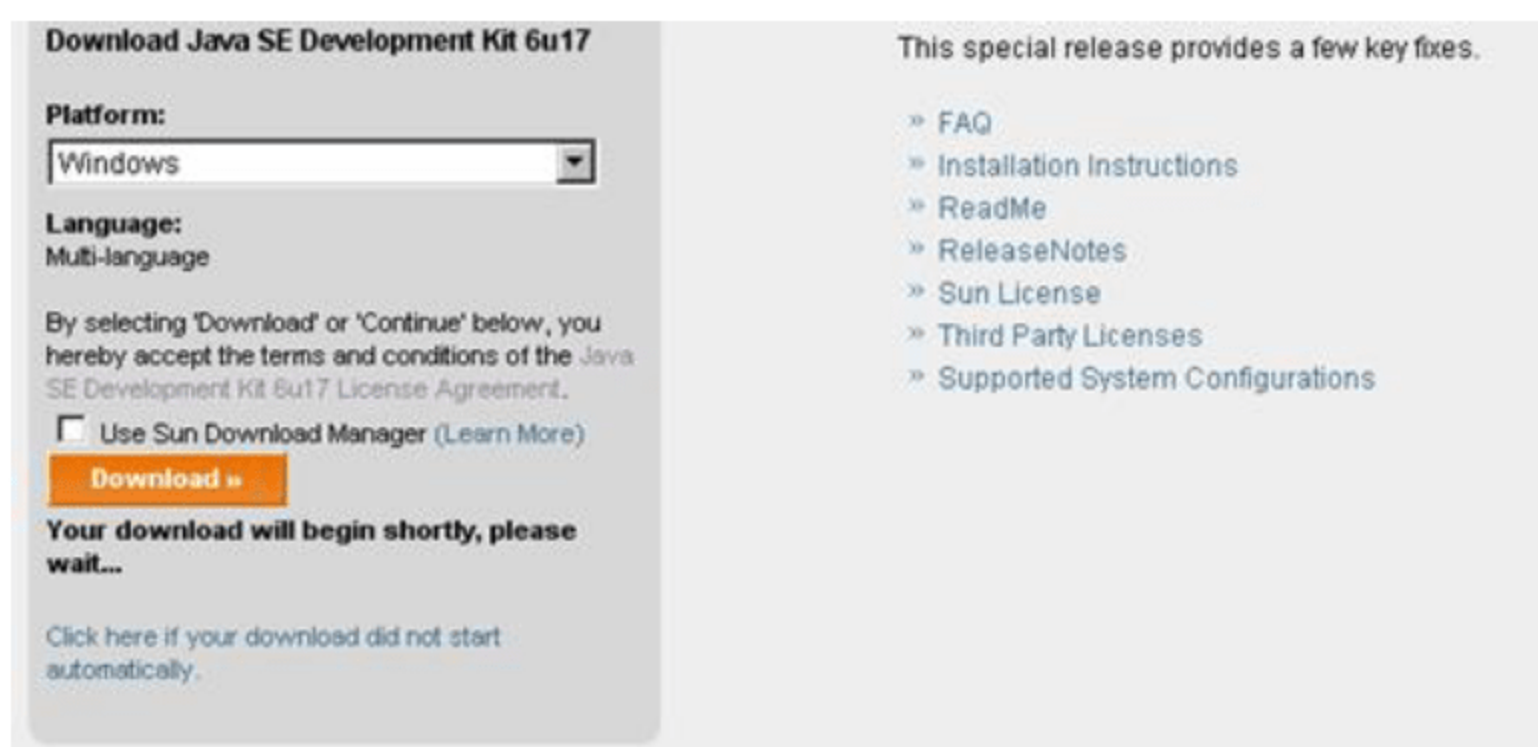 Download Java SE Development Kit 6u17
Platform:
Windows
Language:
Multi-language
By selecting 'Download' or 'Continue' below, you
hereby accept the terms and conditions of the Java
SE Development Kit 6u17 License Agreement.
Use Sun Download Manager (Learn More)
Download »
Your download will begin shortly, please
wait...
Click here if your download did not start
automatically.
This special release provides a few key fixes.
» FAQ
» Installation Instructions
» ReadMe
» ReleaseNotes
» Sun License
» Third Party Licenses
» Supported System Configurations